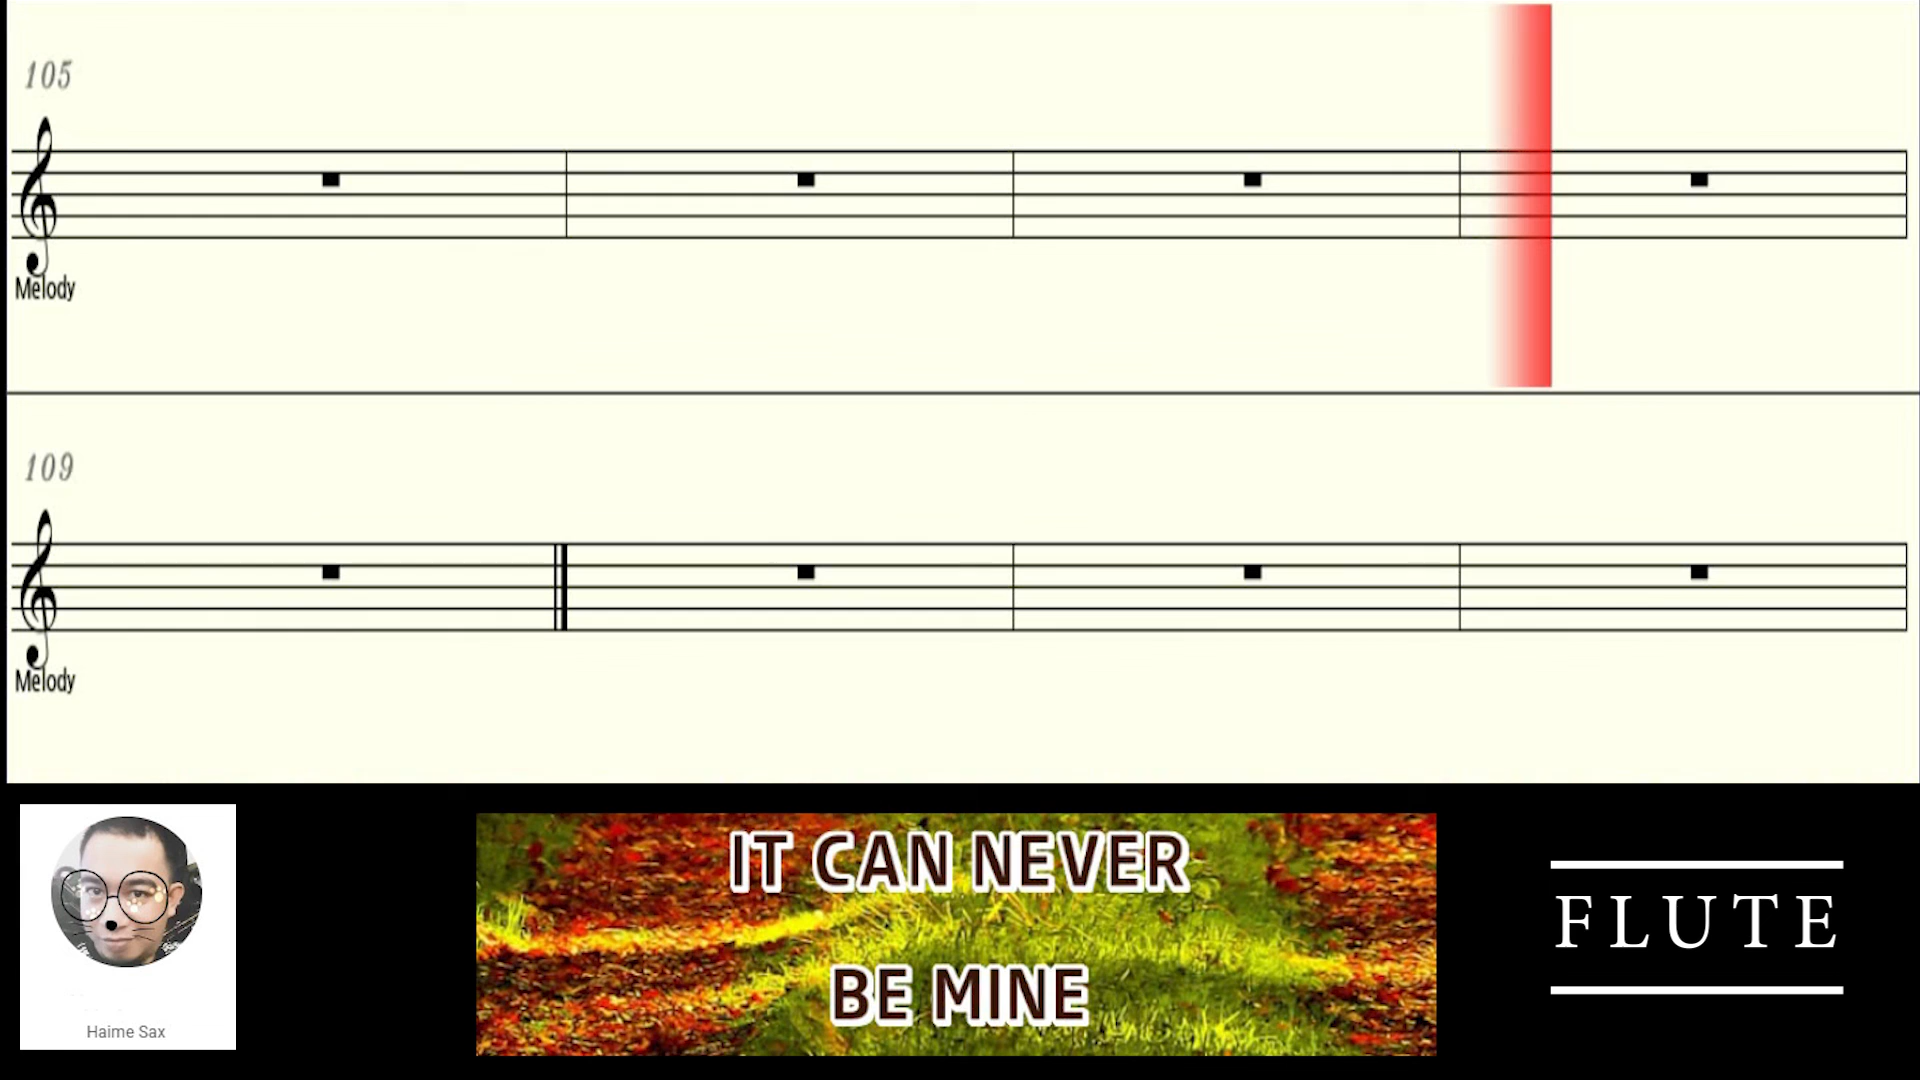 105
Melody
109
Melody
IT CAN NEVER
BE MINE
FLUTE
Haime Sax